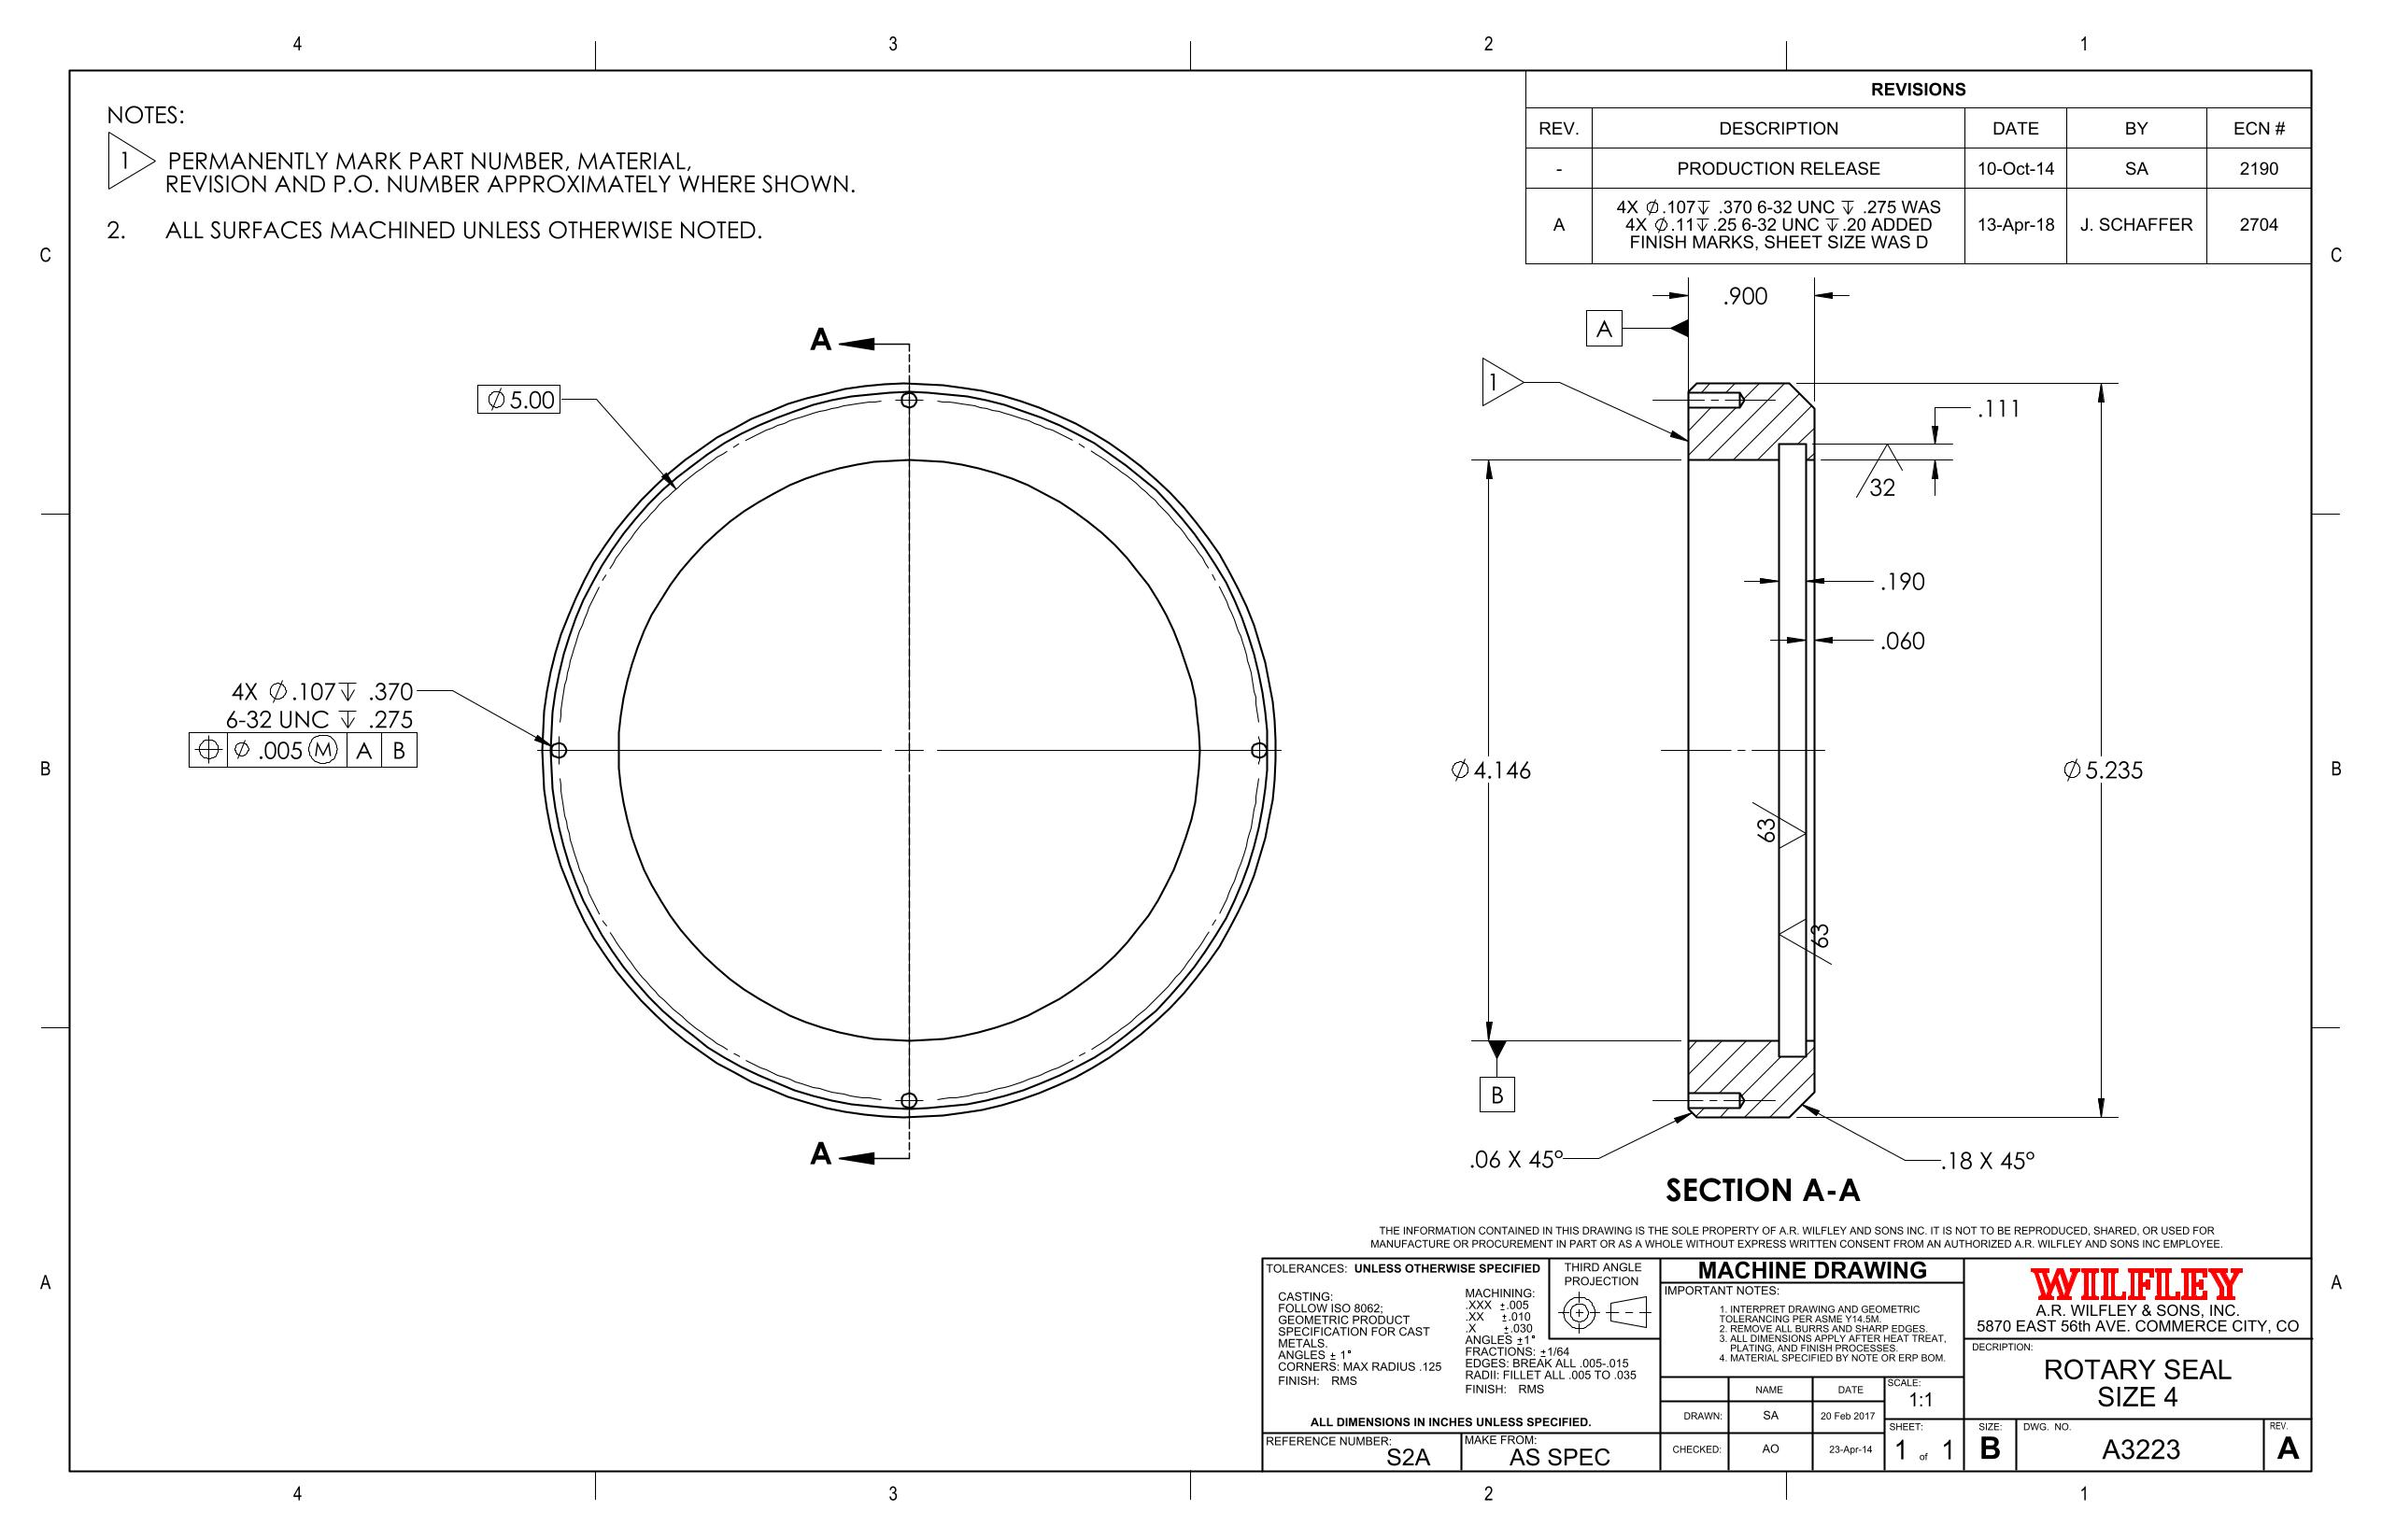 4 3 2 1
NOTES:
1 PERMANENTLY MARK PART NUMBER, MATERIAL,
REVISION AND P.O. NUMBER APPROXIMATELY WHERE SHOWN.
2. ALL SURFACES MACHINED UNLESS OTHERWISE NOTED.
REVISIONS
REV. DESCRIPTION DATE BY ECN #
- PRODUCTION RELEASE 10-Oct-14 SA 2190
A 4X ⌀.107↧ .370 6-32 UNC ↧ .275 WAS
4X ⌀.11↧.25 6-32 UNC ↧.20 ADDED
FINISH MARKS, SHEET SIZE WAS D
13-Apr-18 J. SCHAFFER 2704
C C
A
⌀5.00
4X ⌀.107↧ .370
6-32 UNC ↧ .275
⌖ ⌀ .005 Ⓜ A B
A
.900
A
1
.111
32
.190
.060
⌀4.146
⌀5.235
63
63
B
.06 X 45°
.18 X 45°
SECTION A-A
B B
THE INFORMATION CONTAINED IN THIS DRAWING IS THE SOLE PROPERTY OF A.R. WILFLEY AND SONS INC. IT IS NOT TO BE REPRODUCED, SHARED, OR USED FOR
MANUFACTURE OR PROCUREMENT IN PART OR AS A WHOLE WITHOUT EXPRESS WRITTEN CONSENT FROM AN AUTHORIZED A.R. WILFLEY AND SONS INC EMPLOYEE.
A A
TOLERANCES: UNLESS OTHERWISE SPECIFIED
CASTING:
FOLLOW ISO 8062;
GEOMETRIC PRODUCT
SPECIFICATION FOR CAST
METALS.
ANGLES ± 1°
CORNERS: MAX RADIUS .125
FINISH: RMS
MACHINING:
.XXX ±.005
.XX ±.010
.X ±.030
ANGLES ±1°
FRACTIONS: ±1/64
EDGES: BREAK ALL .005-.015
RADII: FILLET ALL .005 TO .035
FINISH: RMS
ALL DIMENSIONS IN INCHES UNLESS SPECIFIED.
REFERENCE NUMBER:
S2A
MAKE FROM:
AS SPEC
THIRD ANGLE
PROJECTION
MACHINE DRAWING
IMPORTANT NOTES:
1. INTERPRET DRAWING AND GEOMETRIC
TOLERANCING PER ASME Y14.5M.
2. REMOVE ALL BURRS AND SHARP EDGES.
3. ALL DIMENSIONS APPLY AFTER HEAT TREAT,
PLATING, AND FINISH PROCESSES.
4. MATERIAL SPECIFIED BY NOTE OR ERP BOM.
NAME DATE
DRAWN: SA 20 Feb 2017
CHECKED: AO 23-Apr-14
SCALE:
1:1
SHEET:
1 of 1
WILFLEY
A.R. WILFLEY & SONS, INC.
5870 EAST 56th AVE. COMMERCE CITY, CO
DECRIPTION:
ROTARY SEAL
SIZE 4
SIZE:
B
DWG. NO.
A3223
REV.
A
4 3 2 1